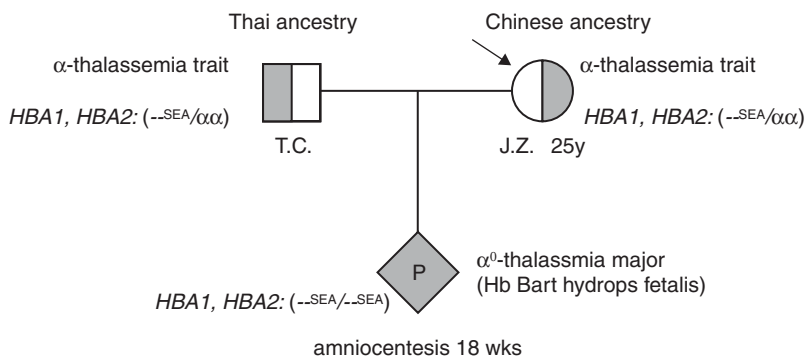 Thai ancestry
Chinese ancestry
α-thalassemia trait
α-thalassemia trait
HBA1, HBA2: (--SEA/αα)
HBA1, HBA2: (--SEA/αα)
T.C.
J.Z. 25y
P
α⁰-thalassmia major
(Hb Bart hydrops fetalis)
HBA1, HBA2: (--SEA/--SEA)
amniocentesis 18 wks